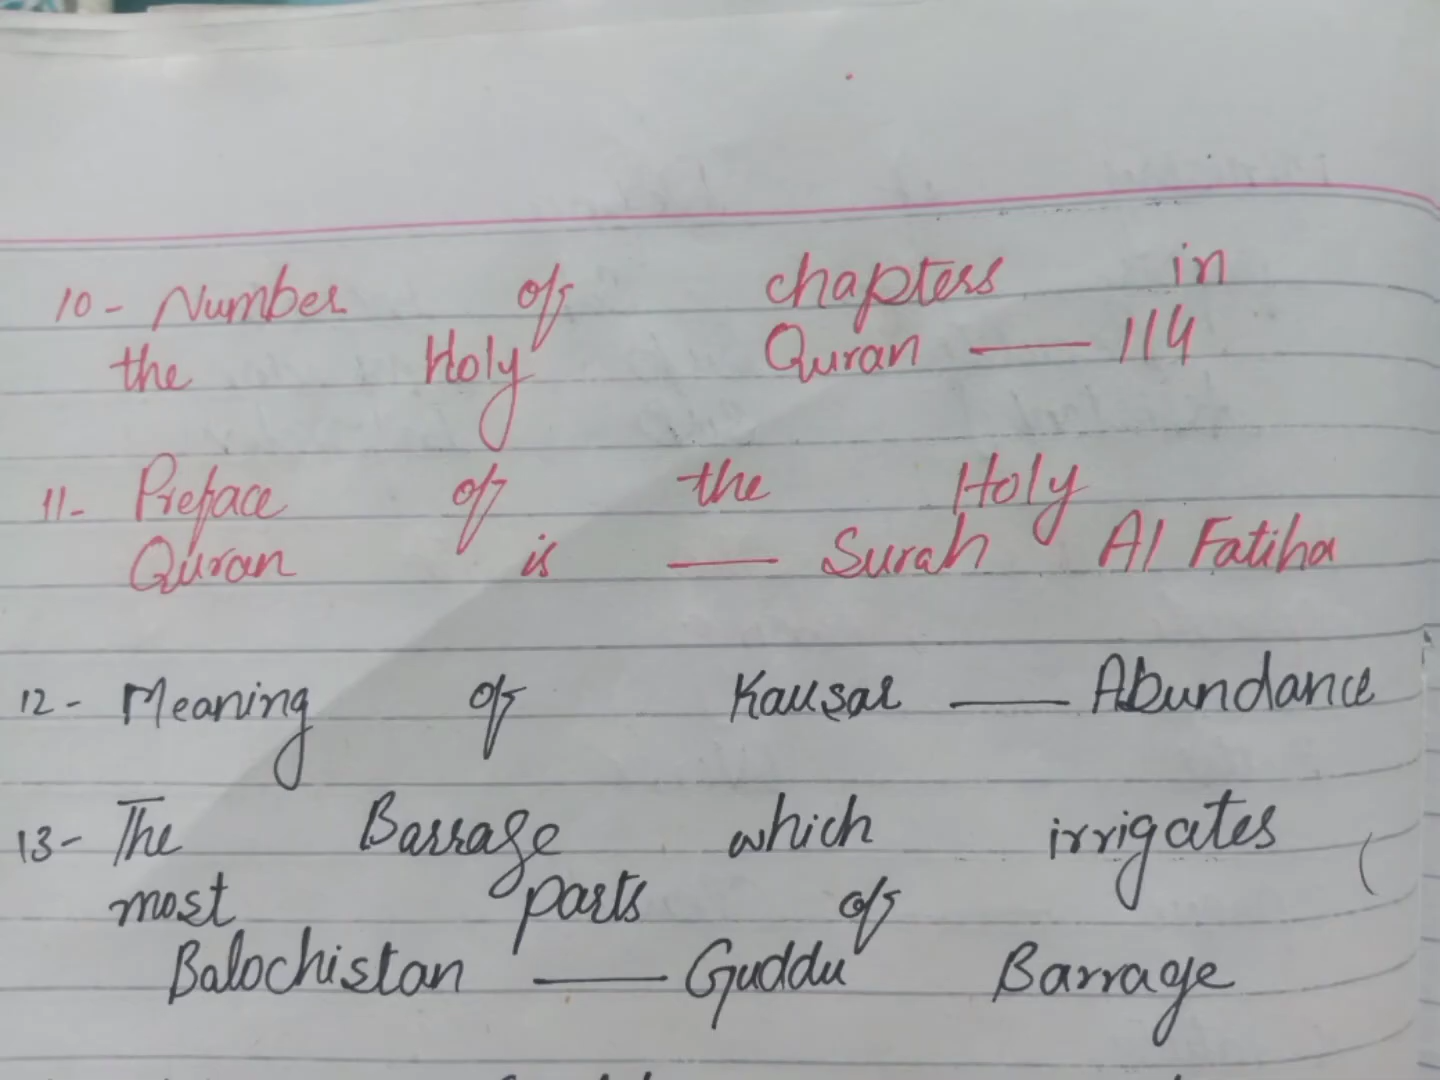 10- Number of chapters in
the Holy Quran — 114
11- Preface of the Holy
Quran is — Surah Al Fatiha
12- Meaning of Kausar — Abundance
13- The Barrage which irrigates
most parts of
Balochistan — Guddu Barrage